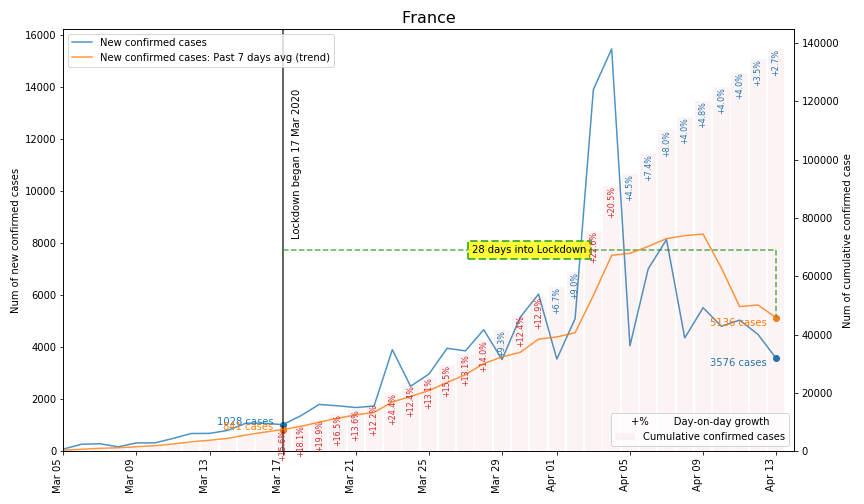 France
New confirmed cases
New confirmed cases: Past 7 days avg (trend)
Num of new confirmed cases
Num of cumulative confirmed case
16000
14000
12000
10000
8000
6000
4000
2000
0
140000
120000
100000
80000
60000
40000
20000
0
Lockdown began 17 Mar 2020
28 days into Lockdown
1028 cases
5136 cases
3576 cases
+15.6%
+18.1%
+19.9%
+16.5%
+13.6%
+12.2%
+24.4%
+12.4%
+13.1%
+15.5%
+13.1%
+14.0%
+9.3%
+12.4%
+12.9%
+6.7%
+9.0%
+20.5%
+4.5%
+7.4%
+8.0%
+4.0%
+4.8%
+4.0%
+4.0%
+3.5%
+2.7%
+% Day-on-day growth
Cumulative confirmed cases
Mar 05
Mar 09
Mar 13
Mar 17
Mar 21
Mar 25
Mar 29
Apr 01
Apr 05
Apr 09
Apr 13